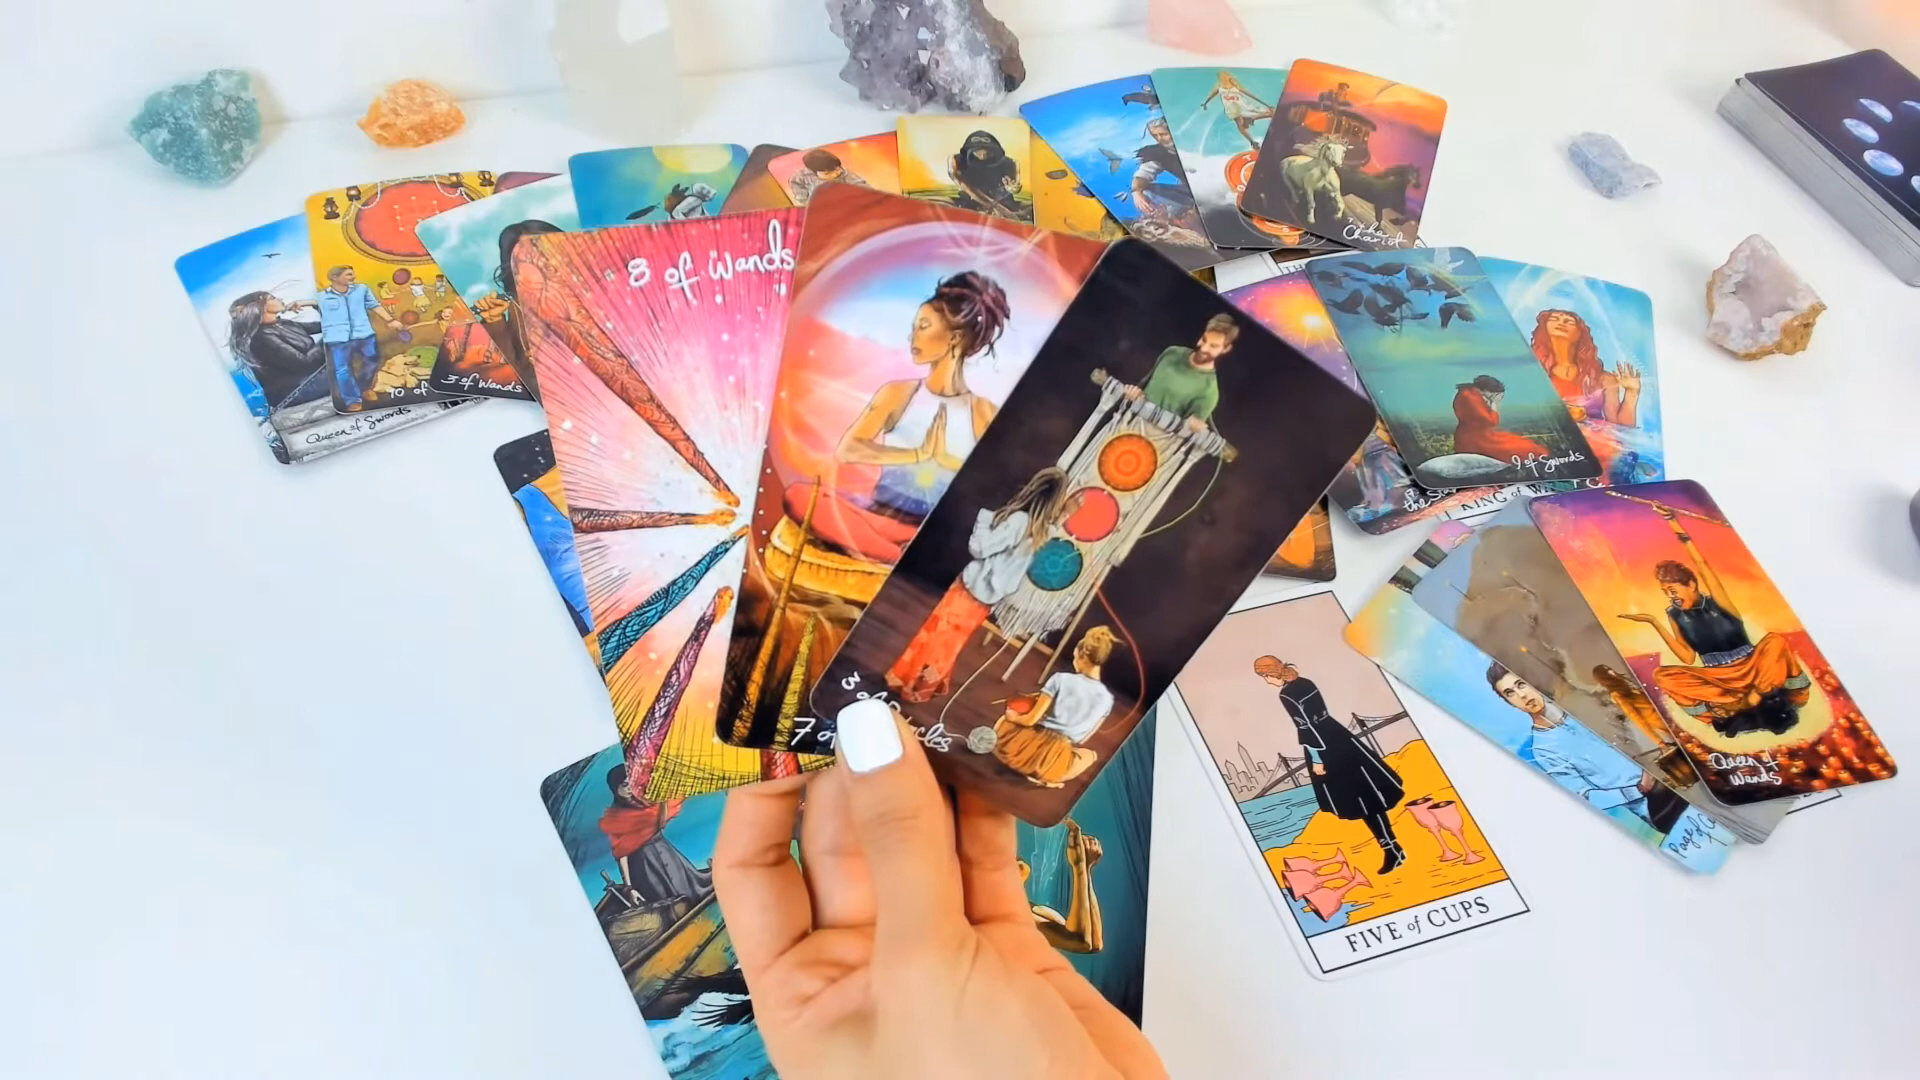 The
Chariot
10 of
3 of Wands
Queen of Swords
8 of Wands
9 of Swords
KING of
7 of
3 of
Queen of
Wands
Page of
FIVE of CUPS